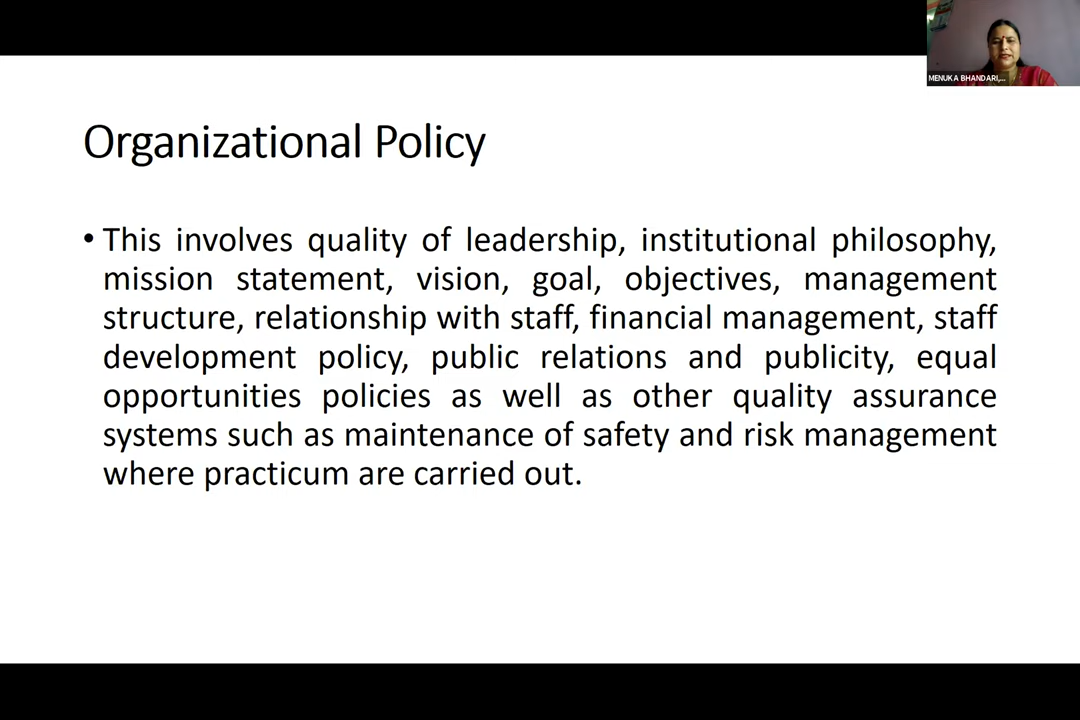 MENUKA BHANDARI,...
Organizational Policy
• This involves quality of leadership, institutional philosophy,
mission statement, vision, goal, objectives, management
structure, relationship with staff, financial management, staff
development policy, public relations and publicity, equal
opportunities policies as well as other quality assurance
systems such as maintenance of safety and risk management
where practicum are carried out.